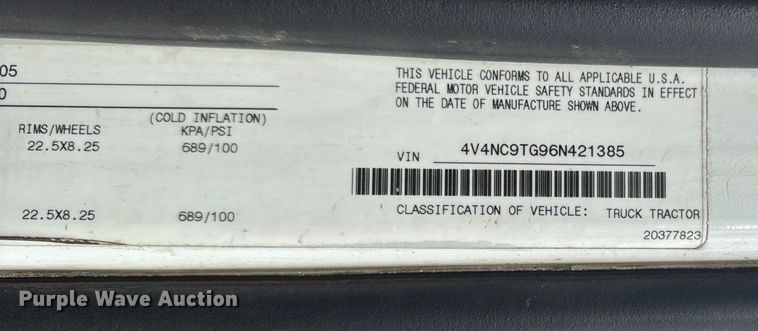 05
0
RIMS/WHEELS
(COLD INFLATION)
KPA/PSI
22.5X8.25 689/100
22.5X8.25 689/100
THIS VEHICLE CONFORMS TO ALL APPLICABLE U.S.A.
FEDERAL MOTOR VEHICLE SAFETY STANDARDS IN EFFECT
ON THE DATE OF MANUFACTURE SHOWN ABOVE.
VIN 4V4NC9TG96N421385
CLASSIFICATION OF VEHICLE: TRUCK TRACTOR
20377823
Purple Wave Auction